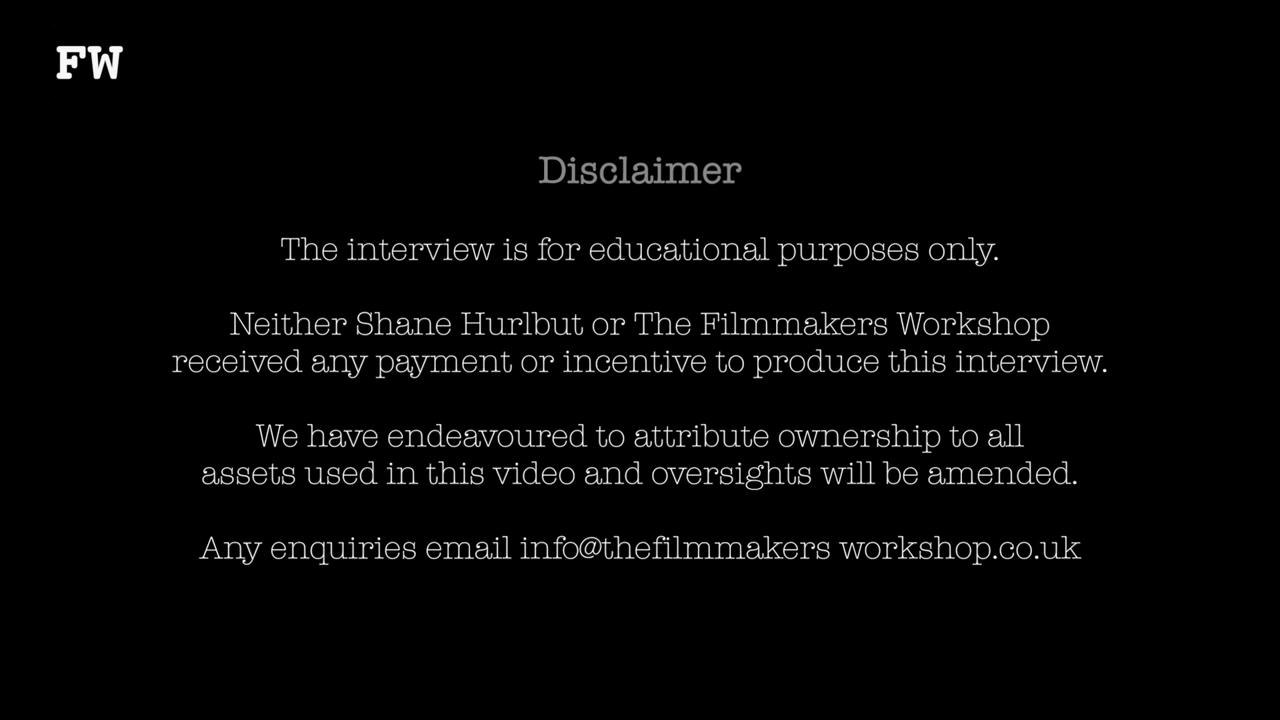 FW
Disclaimer
The interview is for educational purposes only.
Neither Shane Hurlbut or The Filmmakers Workshop
received any payment or incentive to produce this interview.
We have endeavoured to attribute ownership to all
assets used in this video and oversights will be amended.
Any enquiries email info@thefilmmakers workshop.co.uk